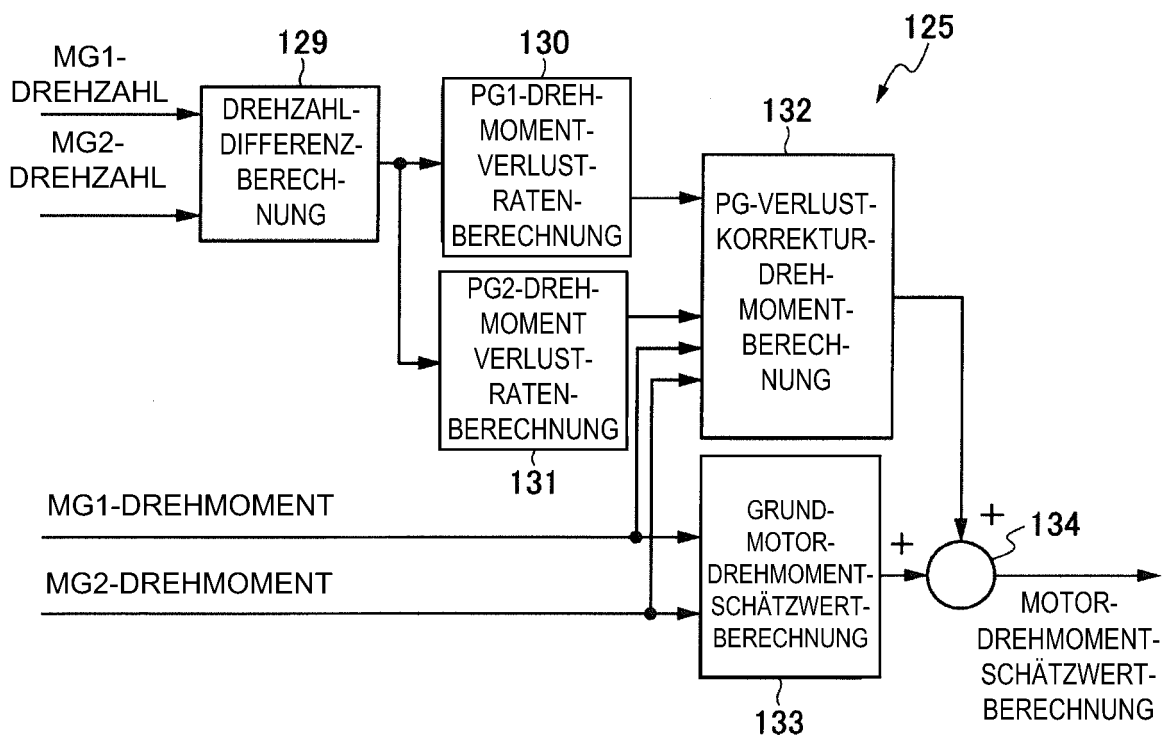 129
130
125
MG1-
DREHZAHL
MG2-
DREHZAHL
DREHZAHL-
DIFFERENZ-
BERECH-
NUNG
PG1-DREH-
MOMENT-
VERLUST-
RATEN-
BERECHNUNG
132
PG-VERLUST-
KORREKTUR-
DREH-
MOMENT-
BERECH-
NUNG
PG2-DREH-
MOMENT
VERLUST-
RATEN-
BERECHNUNG
131
MG1-DREHMOMENT
MG2-DREHMOMENT
GRUND-
MOTOR-
DREHMOMENT-
SCHÄTZWERT-
BERECHNUNG
133
+
+
134
MOTOR-
DREHMOMENT-
SCHÄTZWERT-
BERECHNUNG